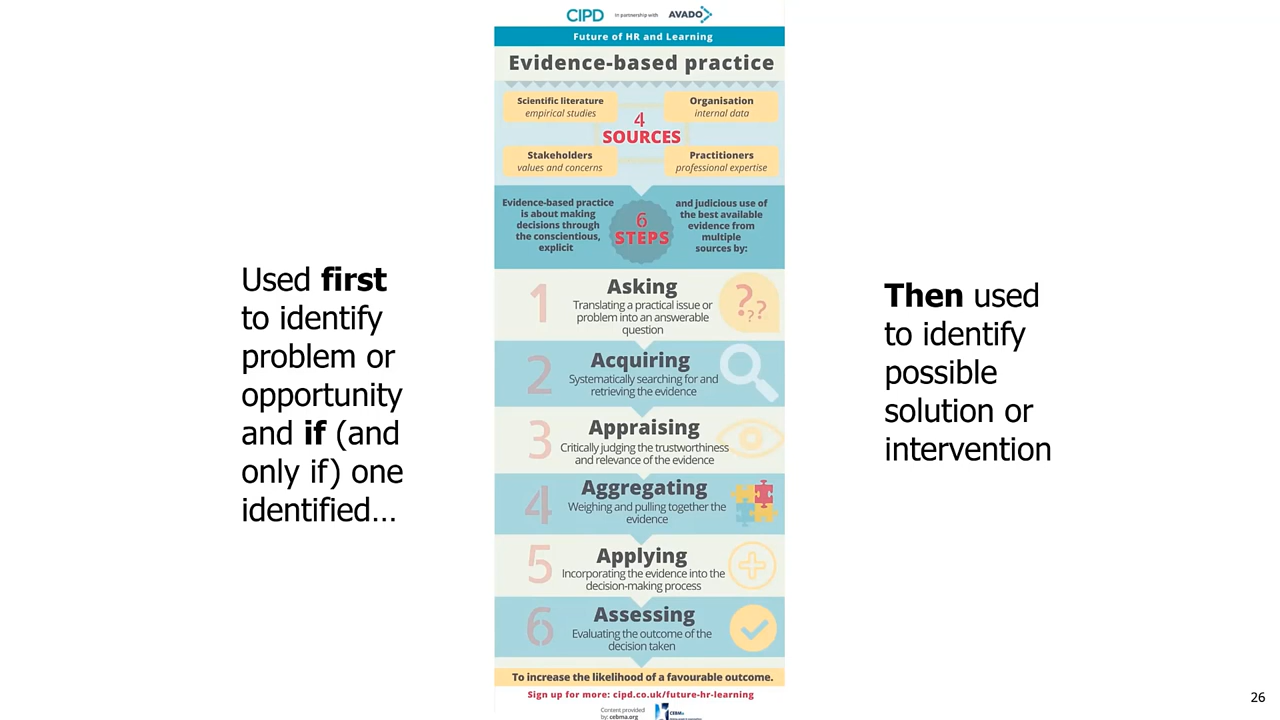 CIPD In partnership with AVADO
Future of HR and Learning
Evidence-based practice
Scientific literature
empirical studies
Organisation
internal data
4
SOURCES
Stakeholders
values and concerns
Practitioners
professional expertise
Evidence-based practice
is about making
decisions through
the conscientious,
explicit
6
STEPS
and judicious use of
the best available
evidence from
multiple
sources by:
Used first
to identify
problem or
opportunity
and if (and
only if) one
identified...
1
Asking
Translating a practical issue or
problem into an answerable
question
??
??
2
Acquiring
Systematically searching for and
retrieving the evidence
3
Appraising
Critically judging the trustworthiness
and relevance of the evidence
4
Aggregating
Weighing and pulling together the
evidence
5
Applying
Incorporating the evidence into the
decision-making process
6
Assessing
Evaluating the outcome of the
decision taken
To increase the likelihood of a favourable outcome.
Sign up for more: cipd.co.uk/future-hr-learning
Content provided
by: cebma.org
CEBMa
Then used
to identify
possible
solution or
intervention
26